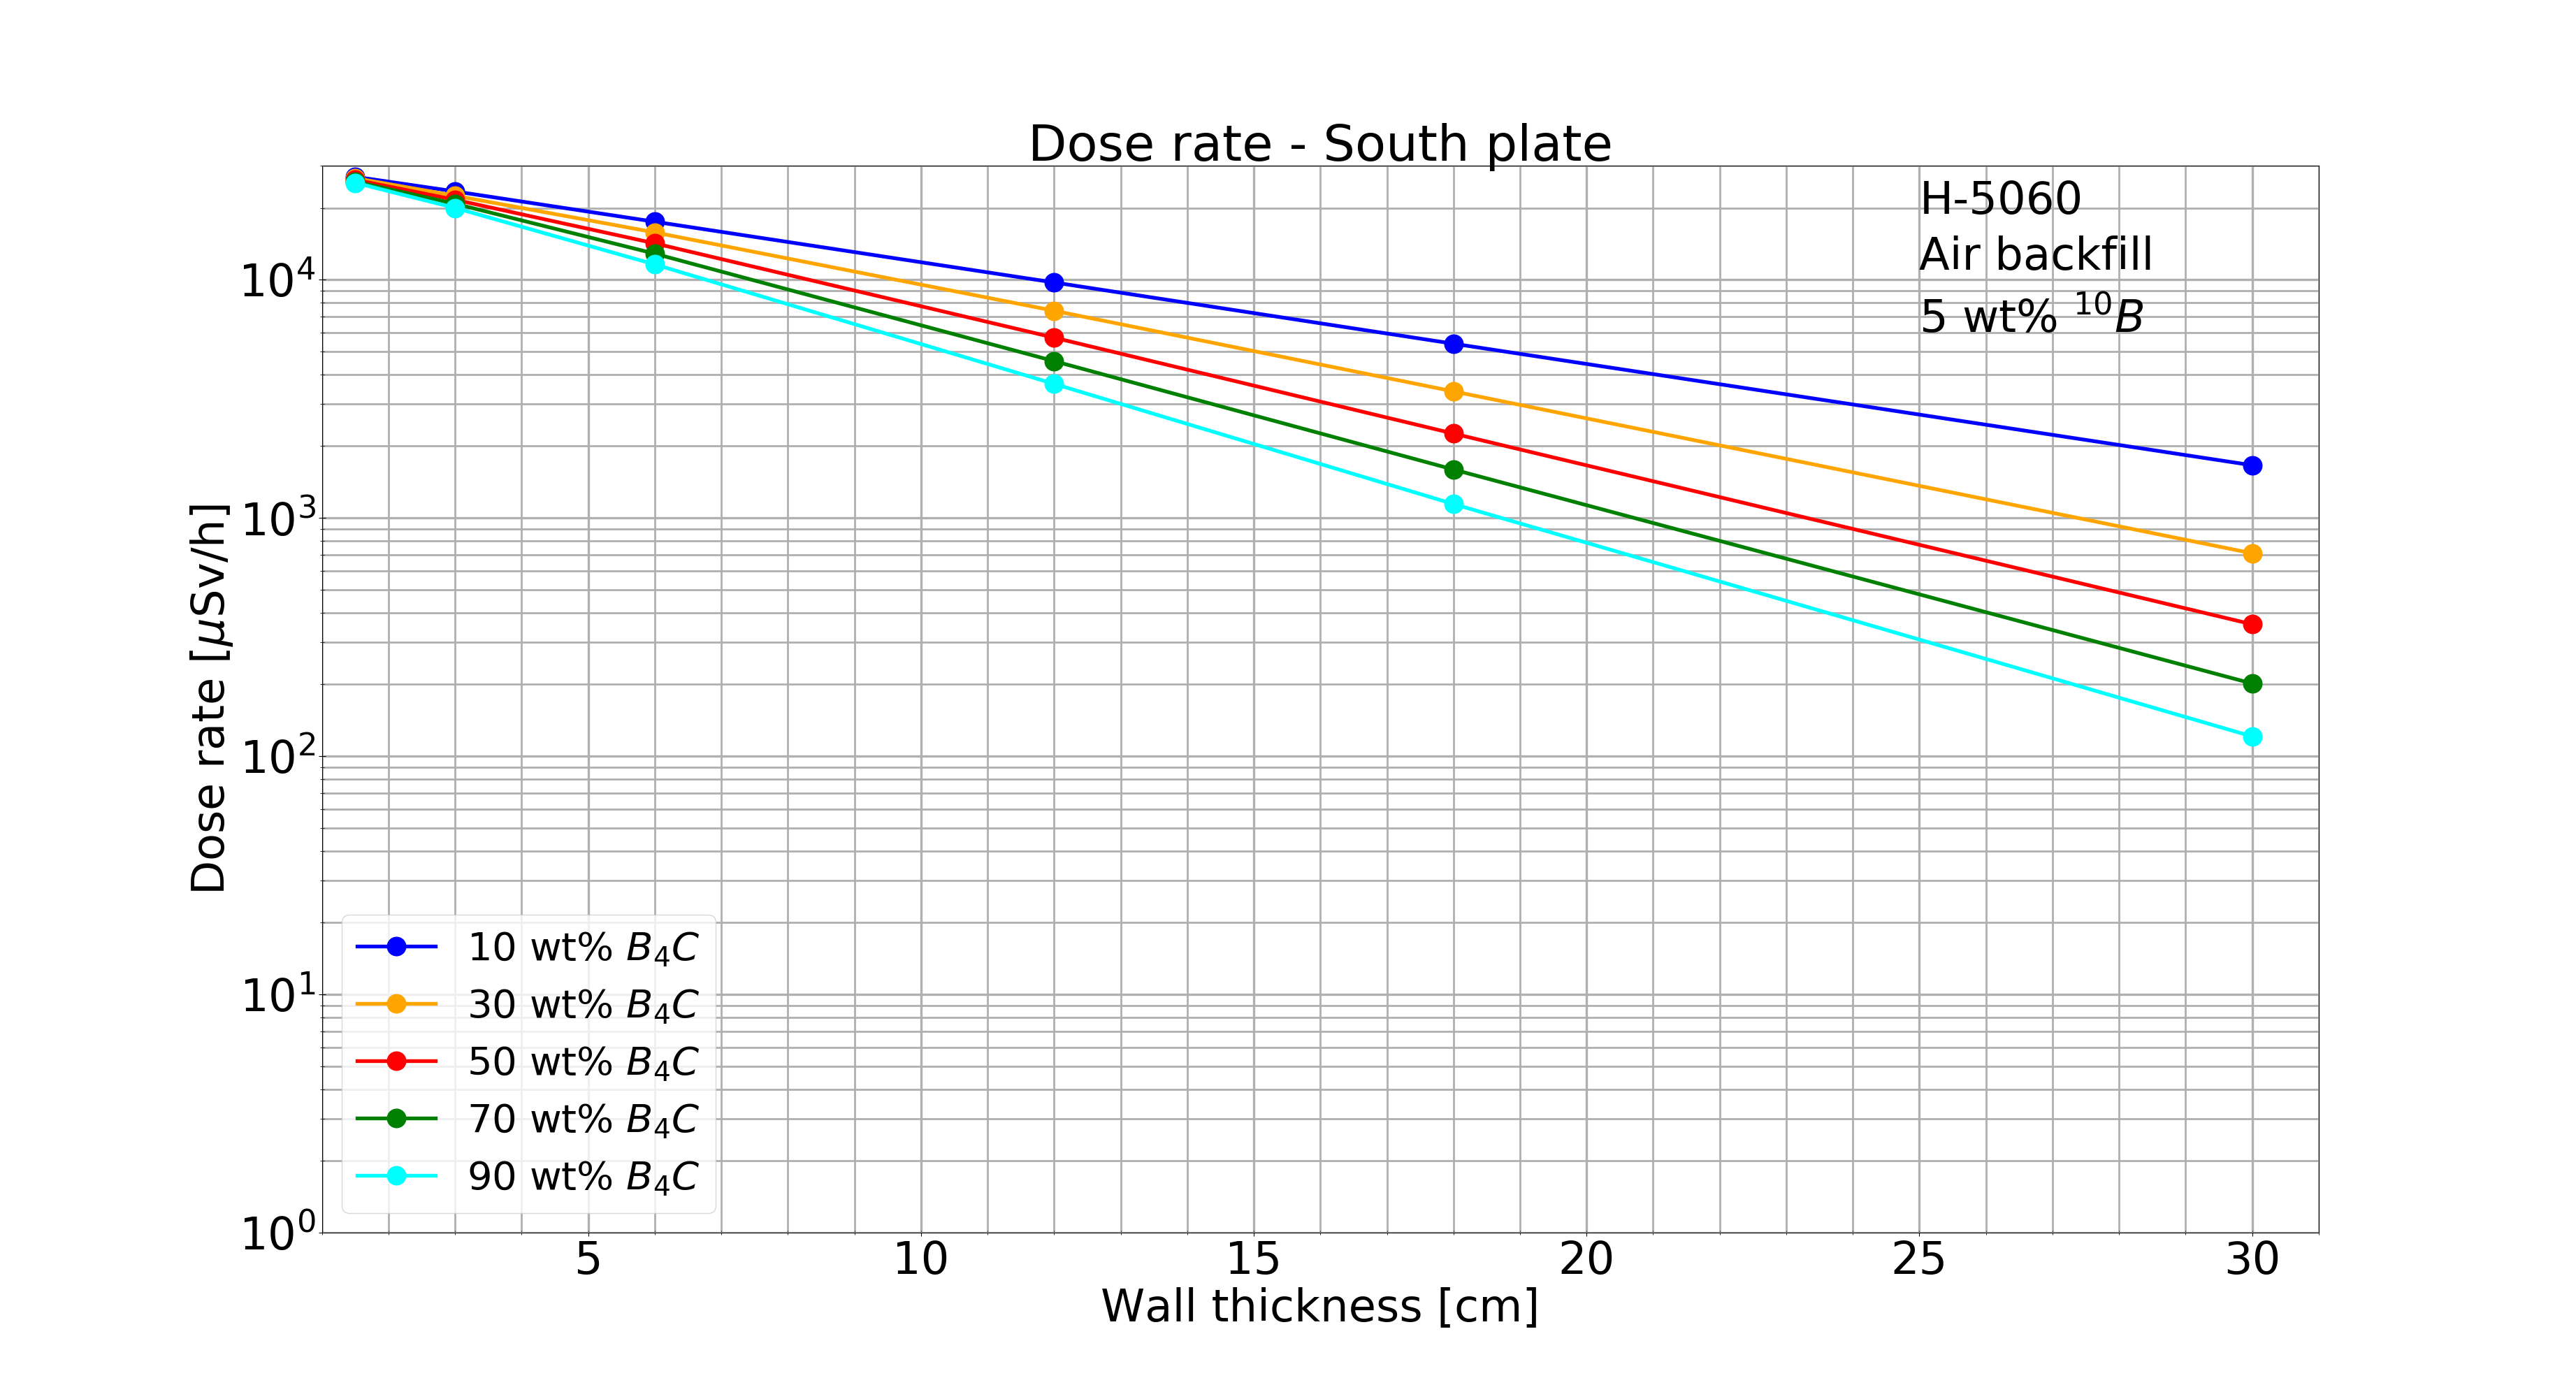 Dose rate - South plate
H-5060
Air backfill
5 wt% ¹⁰B
Dose rate [μSv/h]
10⁴
10³
10²
10¹
10⁰
10 wt% B₄C
30 wt% B₄C
50 wt% B₄C
70 wt% B₄C
90 wt% B₄C
5 10 15 20 25 30
Wall thickness [cm]